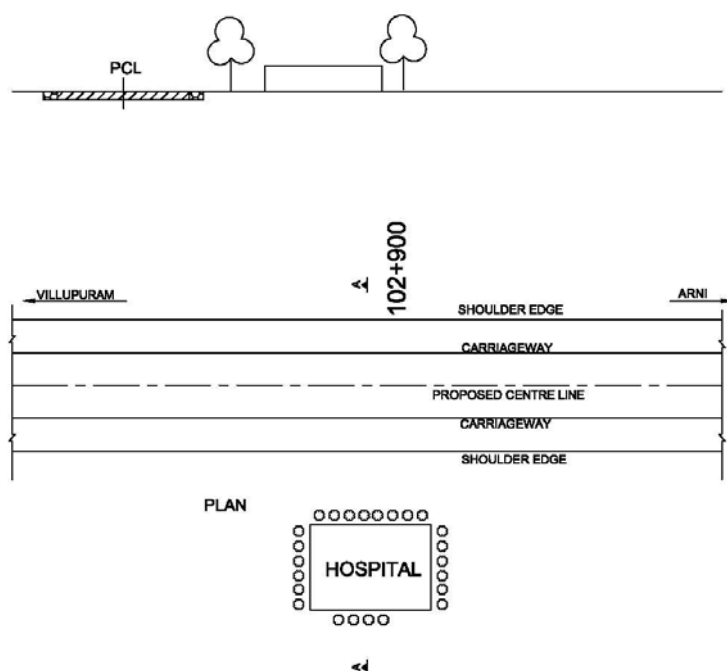 PCL
A
102+900
VILLUPURAM
ARNI
SHOULDER EDGE
CARRIAGEWAY
PROPOSED CENTRE LINE
CARRIAGEWAY
SHOULDER EDGE
PLAN
HOSPITAL
A